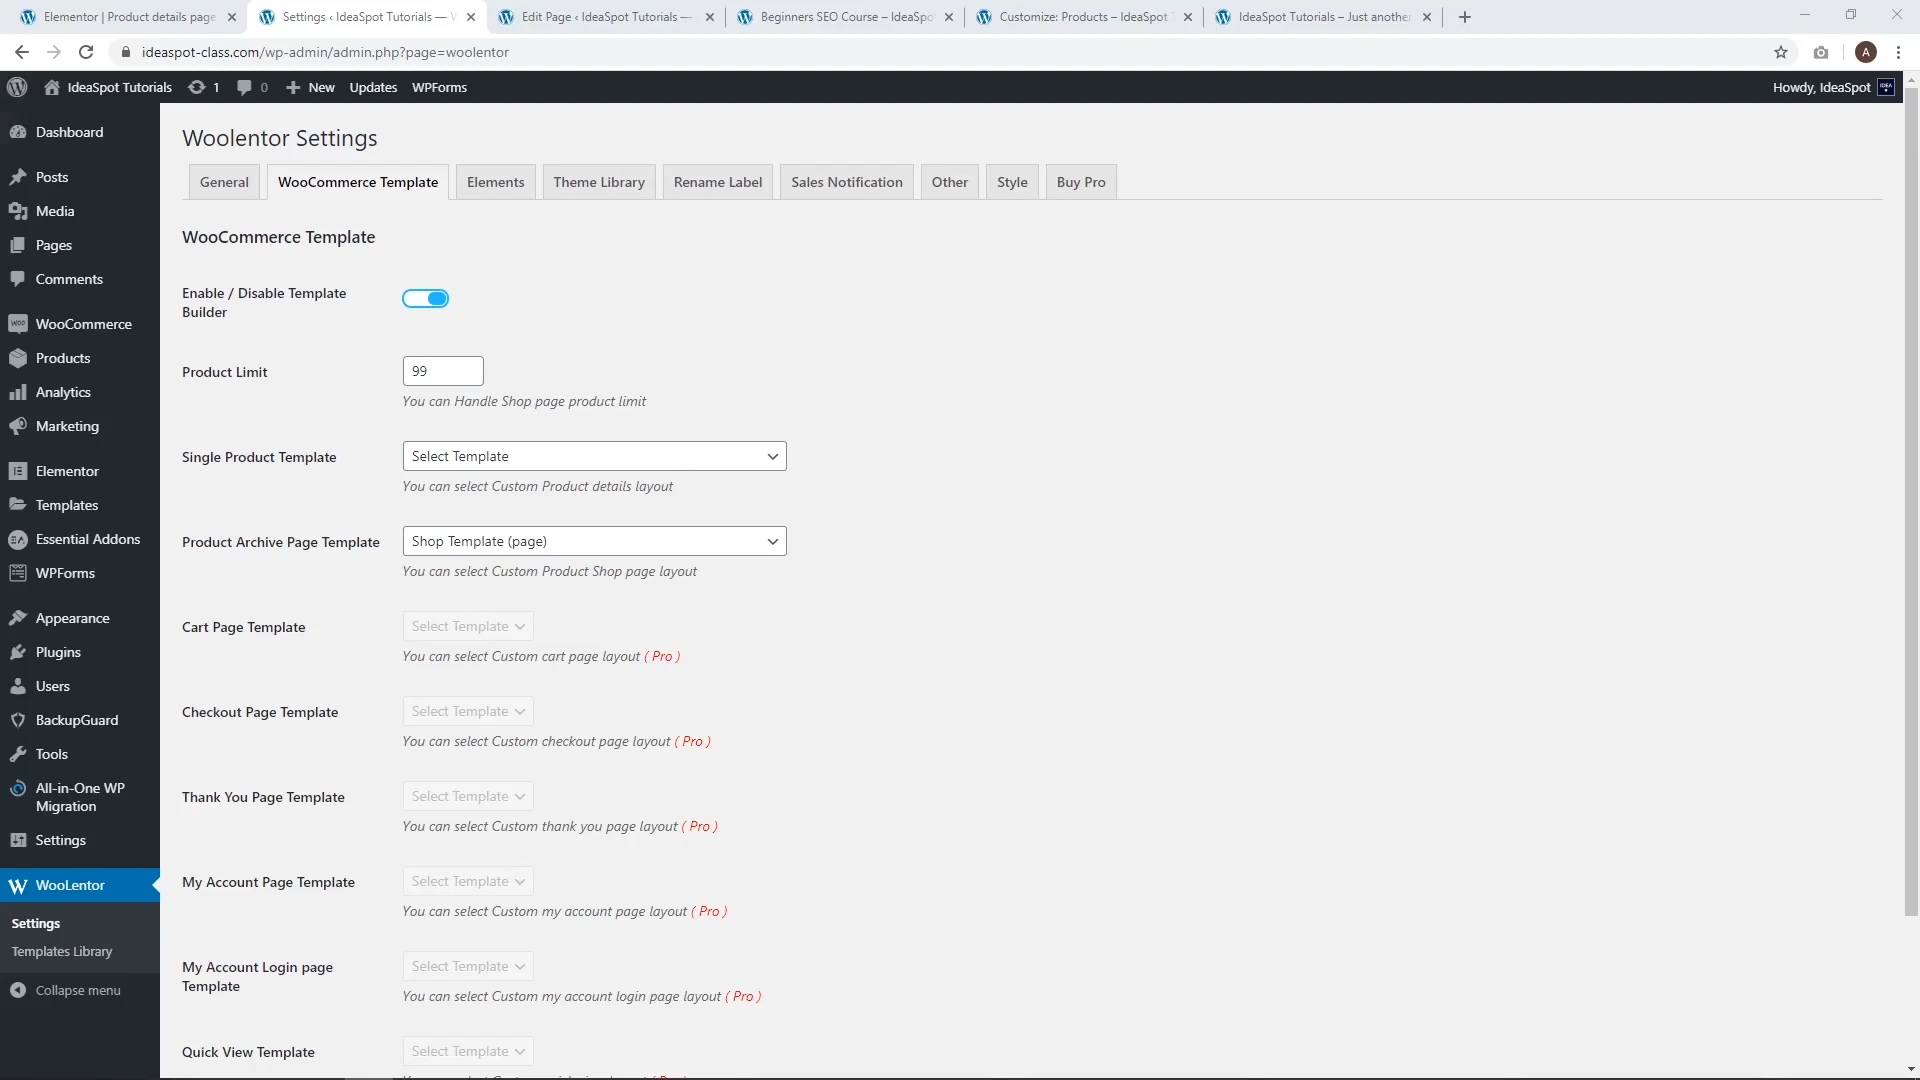 Elementor | Product details page
Settings ‹ IdeaSpot Tutorials — W
Edit Page ‹ IdeaSpot Tutorials —
Beginners SEO Course – IdeaSpo
Customize: Products – IdeaSpot T
IdeaSpot Tutorials – Just another
ideaspot-class.com/wp-admin/admin.php?page=woolentor
A
IdeaSpot Tutorials
1
0
New
Updates
WPForms
Howdy, IdeaSpot
Dashboard
Posts
Media
Pages
Comments
WooCommerce
Products
Analytics
Marketing
Elementor
Templates
Essential Addons
WPForms
Appearance
Plugins
Users
BackupGuard
Tools
All-in-One WP
Migration
Settings
WooLentor
Settings
Templates Library
Collapse menu
Woolentor Settings
General
WooCommerce Template
Elements
Theme Library
Rename Label
Sales Notification
Other
Style
Buy Pro
WooCommerce Template
Enable / Disable Template
Builder
Product Limit
99
You can Handle Shop page product limit
Single Product Template
Select Template
You can select Custom Product details layout
Product Archive Page Template
Shop Template (page)
You can select Custom Product Shop page layout
Cart Page Template
Select Template
You can select Custom cart page layout ( Pro )
Checkout Page Template
Select Template
You can select Custom checkout page layout ( Pro )
Thank You Page Template
Select Template
You can select Custom thank you page layout ( Pro )
My Account Page Template
Select Template
You can select Custom my account page layout ( Pro )
My Account Login page
Template
Select Template
You can select Custom my account login page layout ( Pro )
Quick View Template
Select Template